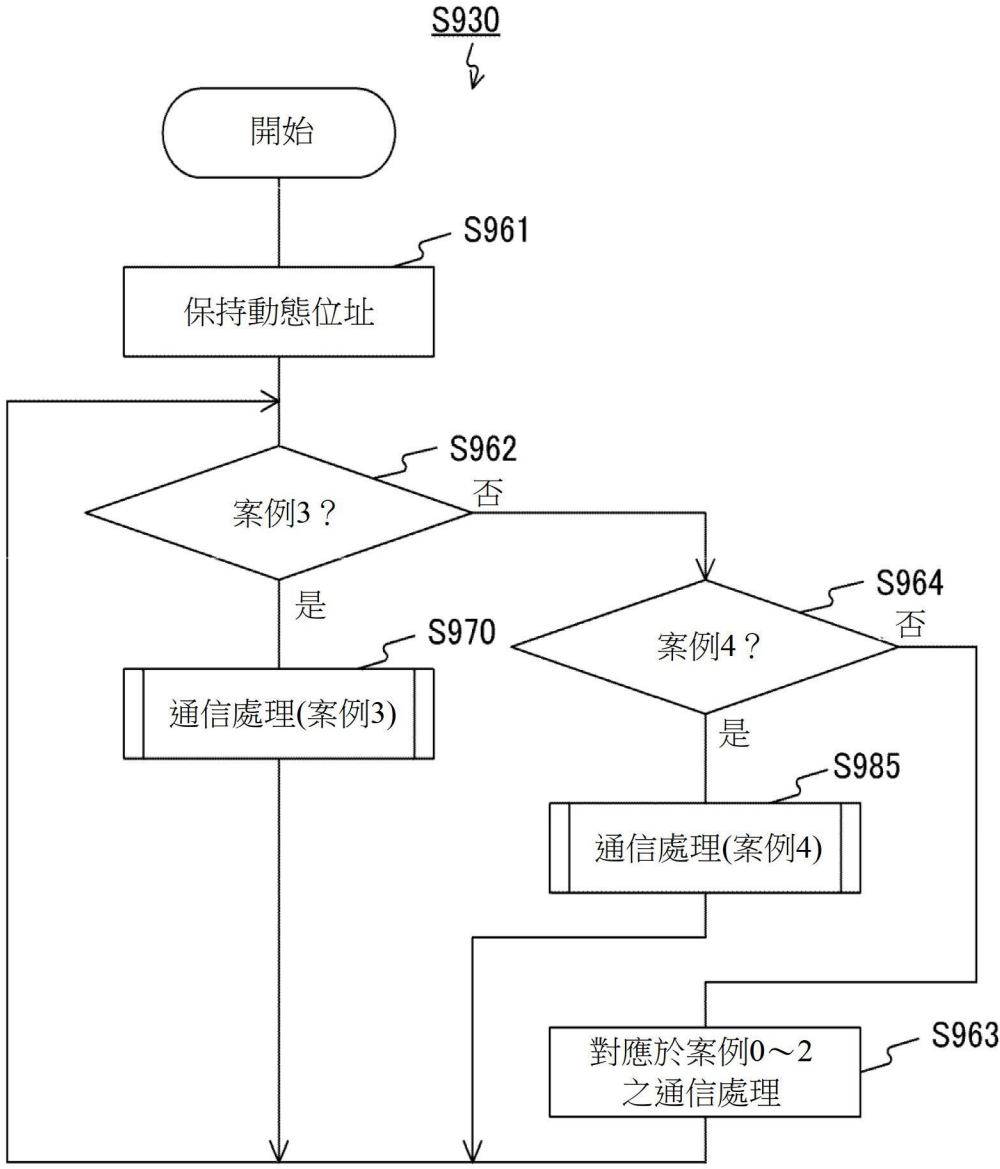 S930
開始
S961
保持動態位址
S962
案例3？
否
是
S964
案例4？
否
是
S970
通信處理(案例3)
S985
通信處理(案例4)
S963
對應於案例0～2
之通信處理